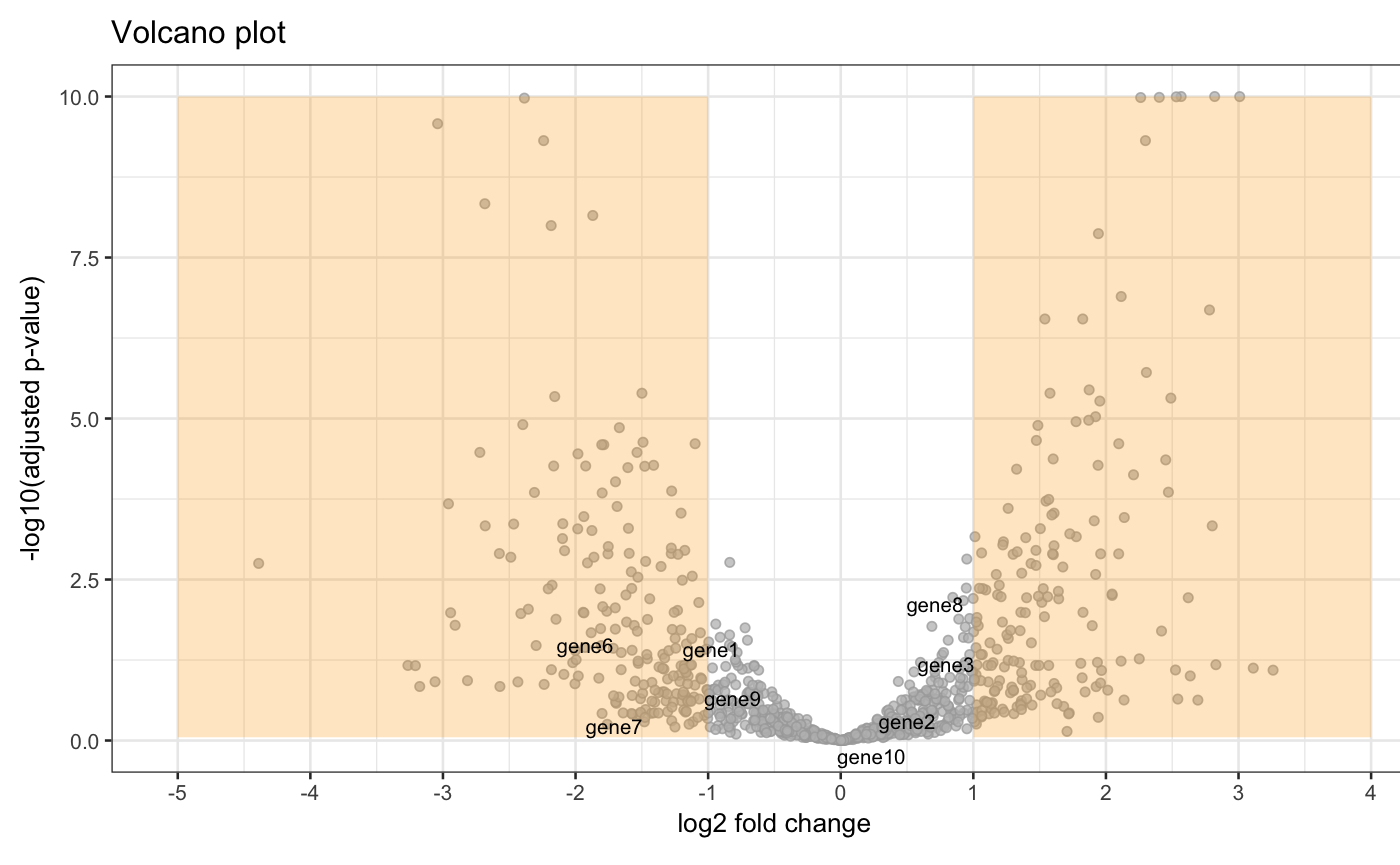 Volcano plot
10.0
7.5
5.0
2.5
0.0
-log10(adjusted p-value)
gene8
gene6
gene1
gene3
gene9
gene2
gene7
gene10
-5 -4 -3 -2 -1 0 1 2 3 4
log2 fold change